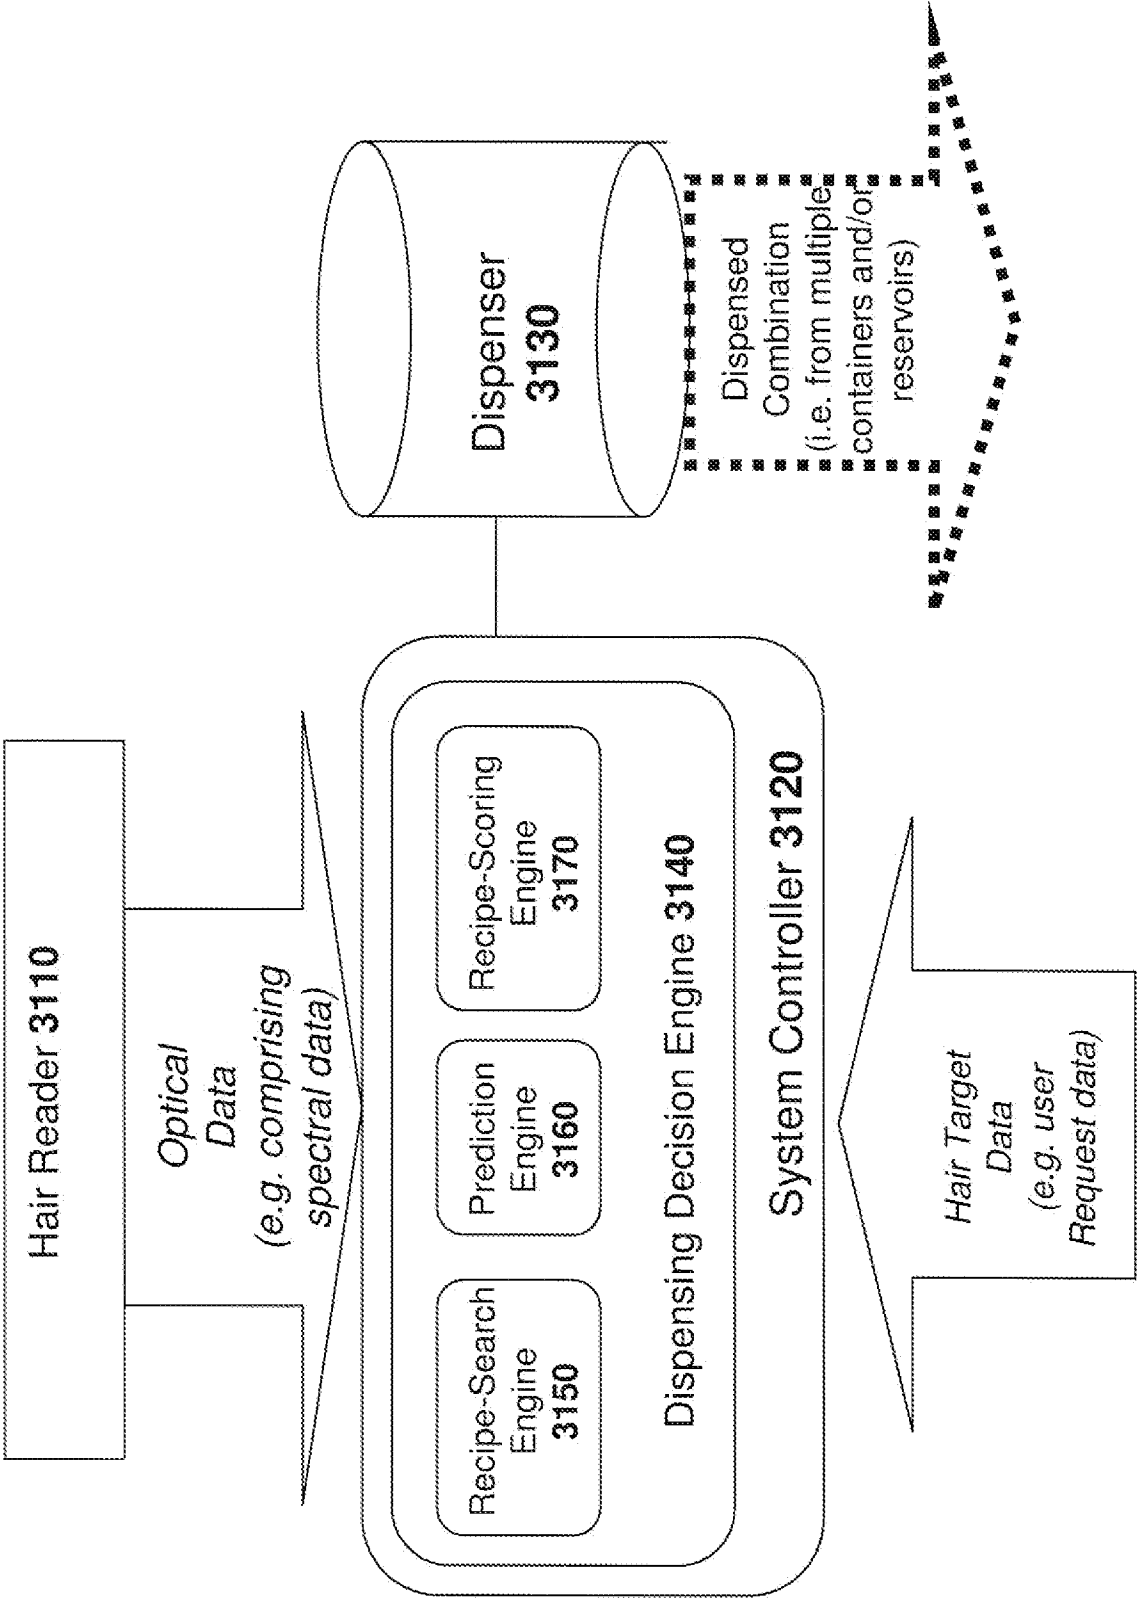 Hair Reader 3110
Optical
Data
(e.g. comprising
spectral data)
Recipe-Search
Engine
3150
Prediction
Engine
3160
Recipe-Scoring
Engine
3170
Dispensing Decision Engine 3140
System Controller 3120
Hair Target
Data
(e.g. user
Request data)
Dispenser
3130
Dispensed
Combination
(i.e. from multiple
containers and/or
reservoirs)